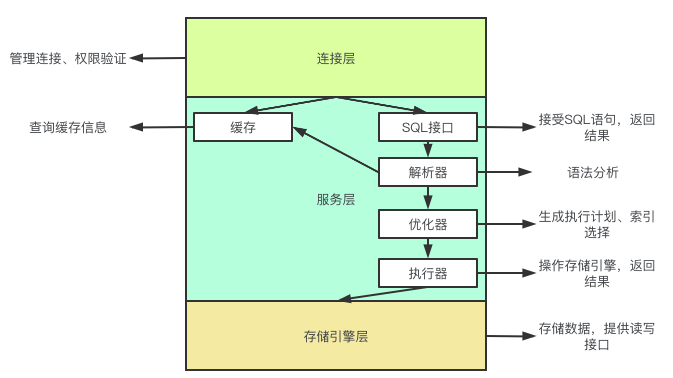 连接层
管理连接、权限验证
缓存
SQL接口
查询缓存信息
接受SQL语句，返回
结果
解析器
语法分析
服务层
优化器
生成执行计划、索引
选择
执行器
操作存储引擎，返回
结果
存储引擎层
存储数据，提供读写
接口